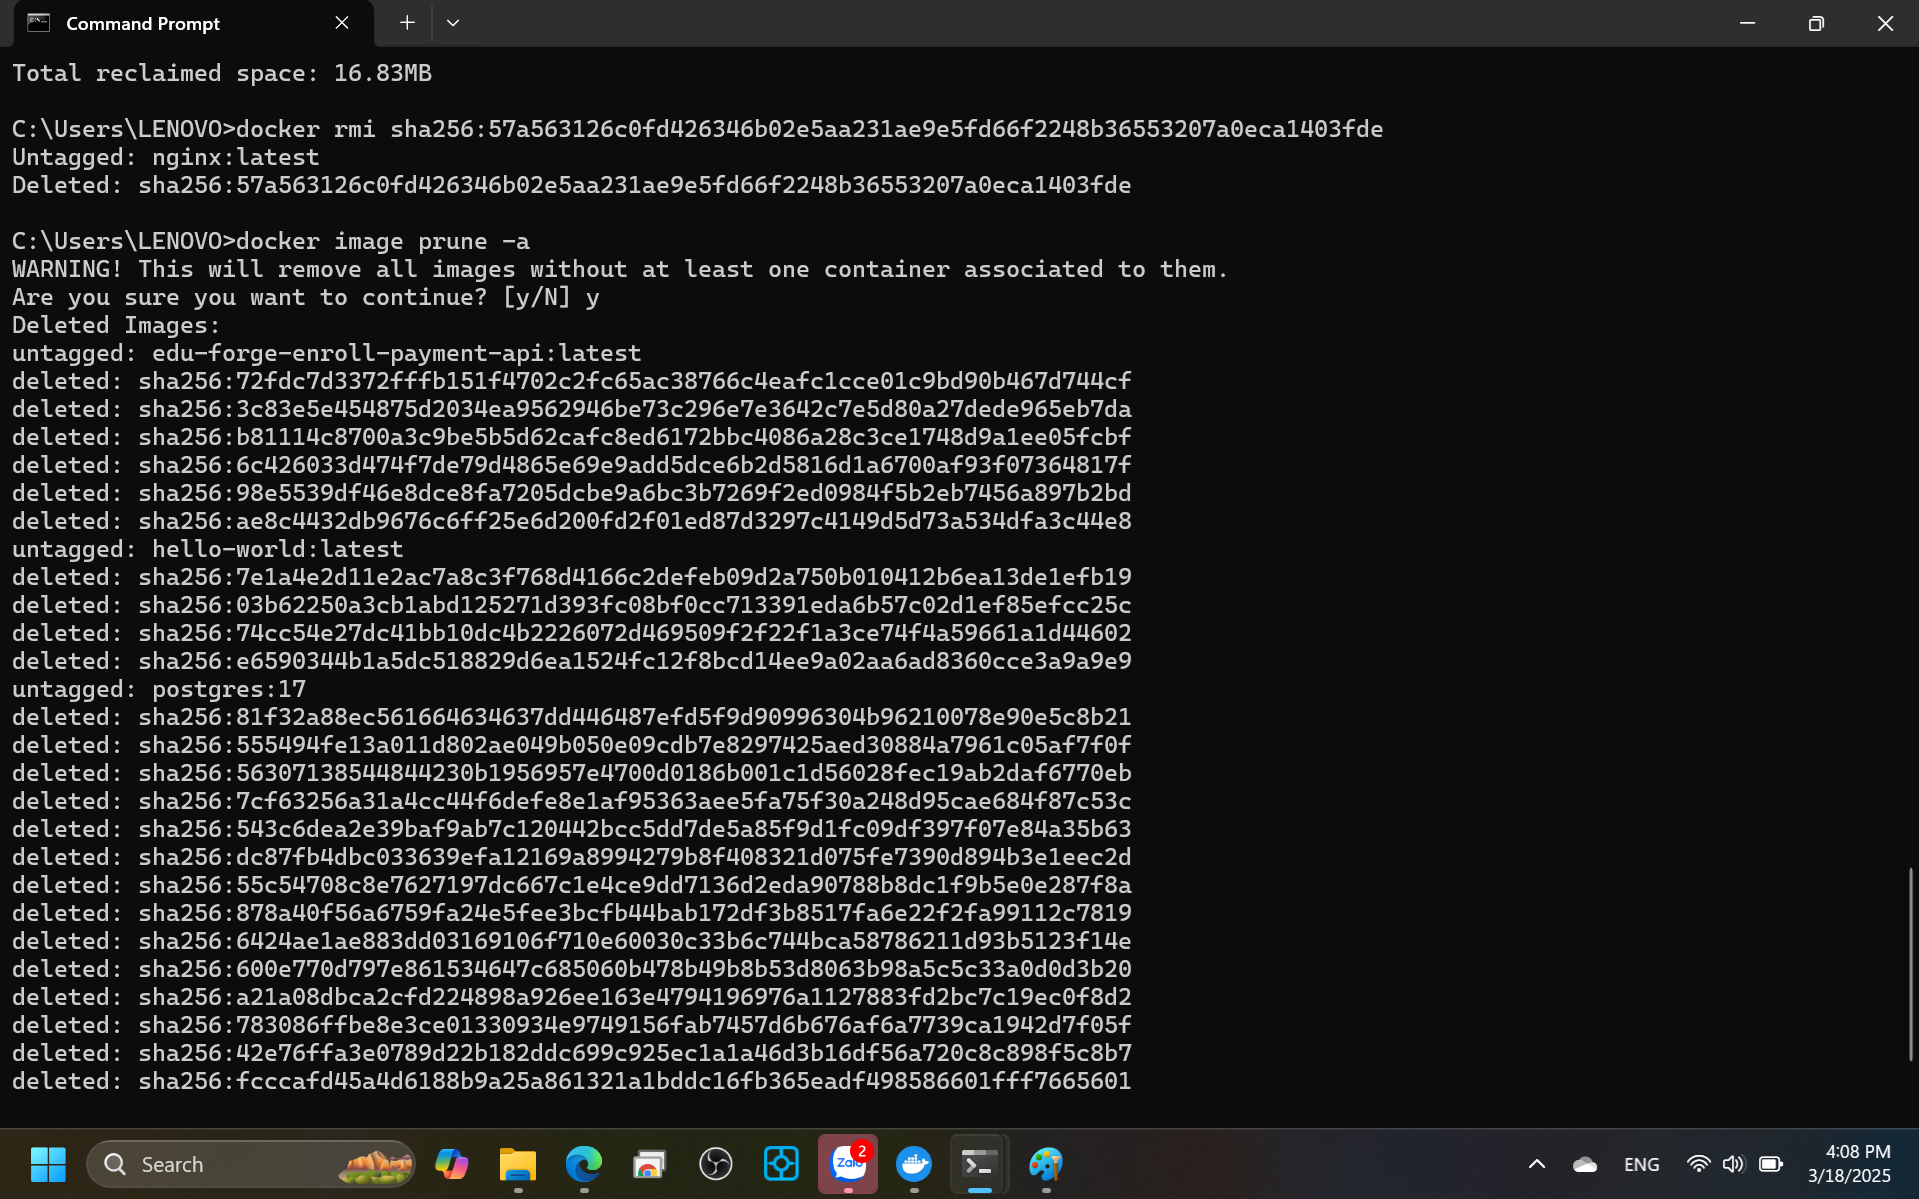 Command Prompt
Total reclaimed space: 16.83MB
C:\Users\LENOVO>docker rmi sha256:57a563126c0fd426346b02e5aa231ae9e5fd66f2248b36553207a0eca1403fde
Untagged: nginx:latest
Deleted: sha256:57a563126c0fd426346b02e5aa231ae9e5fd66f2248b36553207a0eca1403fde
C:\Users\LENOVO>docker image prune -a
WARNING! This will remove all images without at least one container associated to them.
Are you sure you want to continue? [y/N] y
Deleted Images:
untagged: edu-forge-enroll-payment-api:latest
deleted: sha256:72fdc7d3372fffb151f4702c2fc65ac38766c4eafc1cce01c9bd90b467d744cf
deleted: sha256:3c83e5e454875d2034ea9562946be73c296e7e3642c7e5d80a27dede965eb7da
deleted: sha256:b81114c8700a3c9be5b5d62cafc8ed6172bbc4086a28c3ce1748d9a1ee05fcbf
deleted: sha256:6c426033d474f7de79d4865e69e9add5dce6b2d5816d1a6700af93f07364817f
deleted: sha256:98e5539df46e8dce8fa7205dcbe9a6bc3b7269f2ed0984f5b2eb7456a897b2bd
deleted: sha256:ae8c4432db9676c6ff25e6d200fd2f01ed87d3297c4149d5d73a534dfa3c44e8
untagged: hello-world:latest
deleted: sha256:7e1a4e2d11e2ac7a8c3f768d4166c2defeb09d2a750b010412b6ea13de1efb19
deleted: sha256:03b62250a3cb1abd125271d393fc08bf0cc713391eda6b57c02d1ef85efcc25c
deleted: sha256:74cc54e27dc41bb10dc4b2226072d469509f2f22f1a3ce74f4a59661a1d44602
deleted: sha256:e6590344b1a5dc518829d6ea1524fc12f8bcd14ee9a02aa6ad8360cce3a9a9e9
untagged: postgres:17
deleted: sha256:81f32a88ec561664634637dd446487efd5f9d90996304b96210078e90e5c8b21
deleted: sha256:555494fe13a011d802ae049b050e09cdb7e8297425aed30884a7961c05af7f0f
deleted: sha256:56307138544844230b1956957e4700d0186b001c1d56028fec19ab2daf6770eb
deleted: sha256:7cf63256a31a4cc44f6defe8e1af95363aee5fa75f30a248d95cae684f87c53c
deleted: sha256:543c6dea2e39baf9ab7c120442bcc5dd7de5a85f9d1fc09df397f07e84a35b63
deleted: sha256:dc87fb4dbc033639efa12169a8994279b8f408321d075fe7390d894b3e1eec2d
deleted: sha256:55c54708c8e7627197dc667c1e4ce9dd7136d2eda90788b8dc1f9b5e0e287f8a
deleted: sha256:878a40f56a6759fa24e5fee3bcfb44bab172df3b8517fa6e22f2fa99112c7819
deleted: sha256:6424ae1ae883dd03169106f710e60030c33b6c744bca58786211d93b5123f14e
deleted: sha256:600e770d797e861534647c685060b478b49b8b53d8063b98a5c5c33a0d0d3b20
deleted: sha256:a21a08dbca2cfd224898a926ee163e4794196976a1127883fd2bc7c19ec0f8d2
deleted: sha256:783086ffbe8e3ce01330934e9749156fab7457d6b676af6a7739ca1942d7f05f
deleted: sha256:42e76ffa3e0789d22b182ddc699c925ec1a1a46d3b16df56a720c8c898f5c8b7
deleted: sha256:fcccafd45a4d6188b9a25a861321a1bddc16fb365eadf498586601fff7665601
Search
Zalo
2
ENG
4:08 PM
3/18/2025